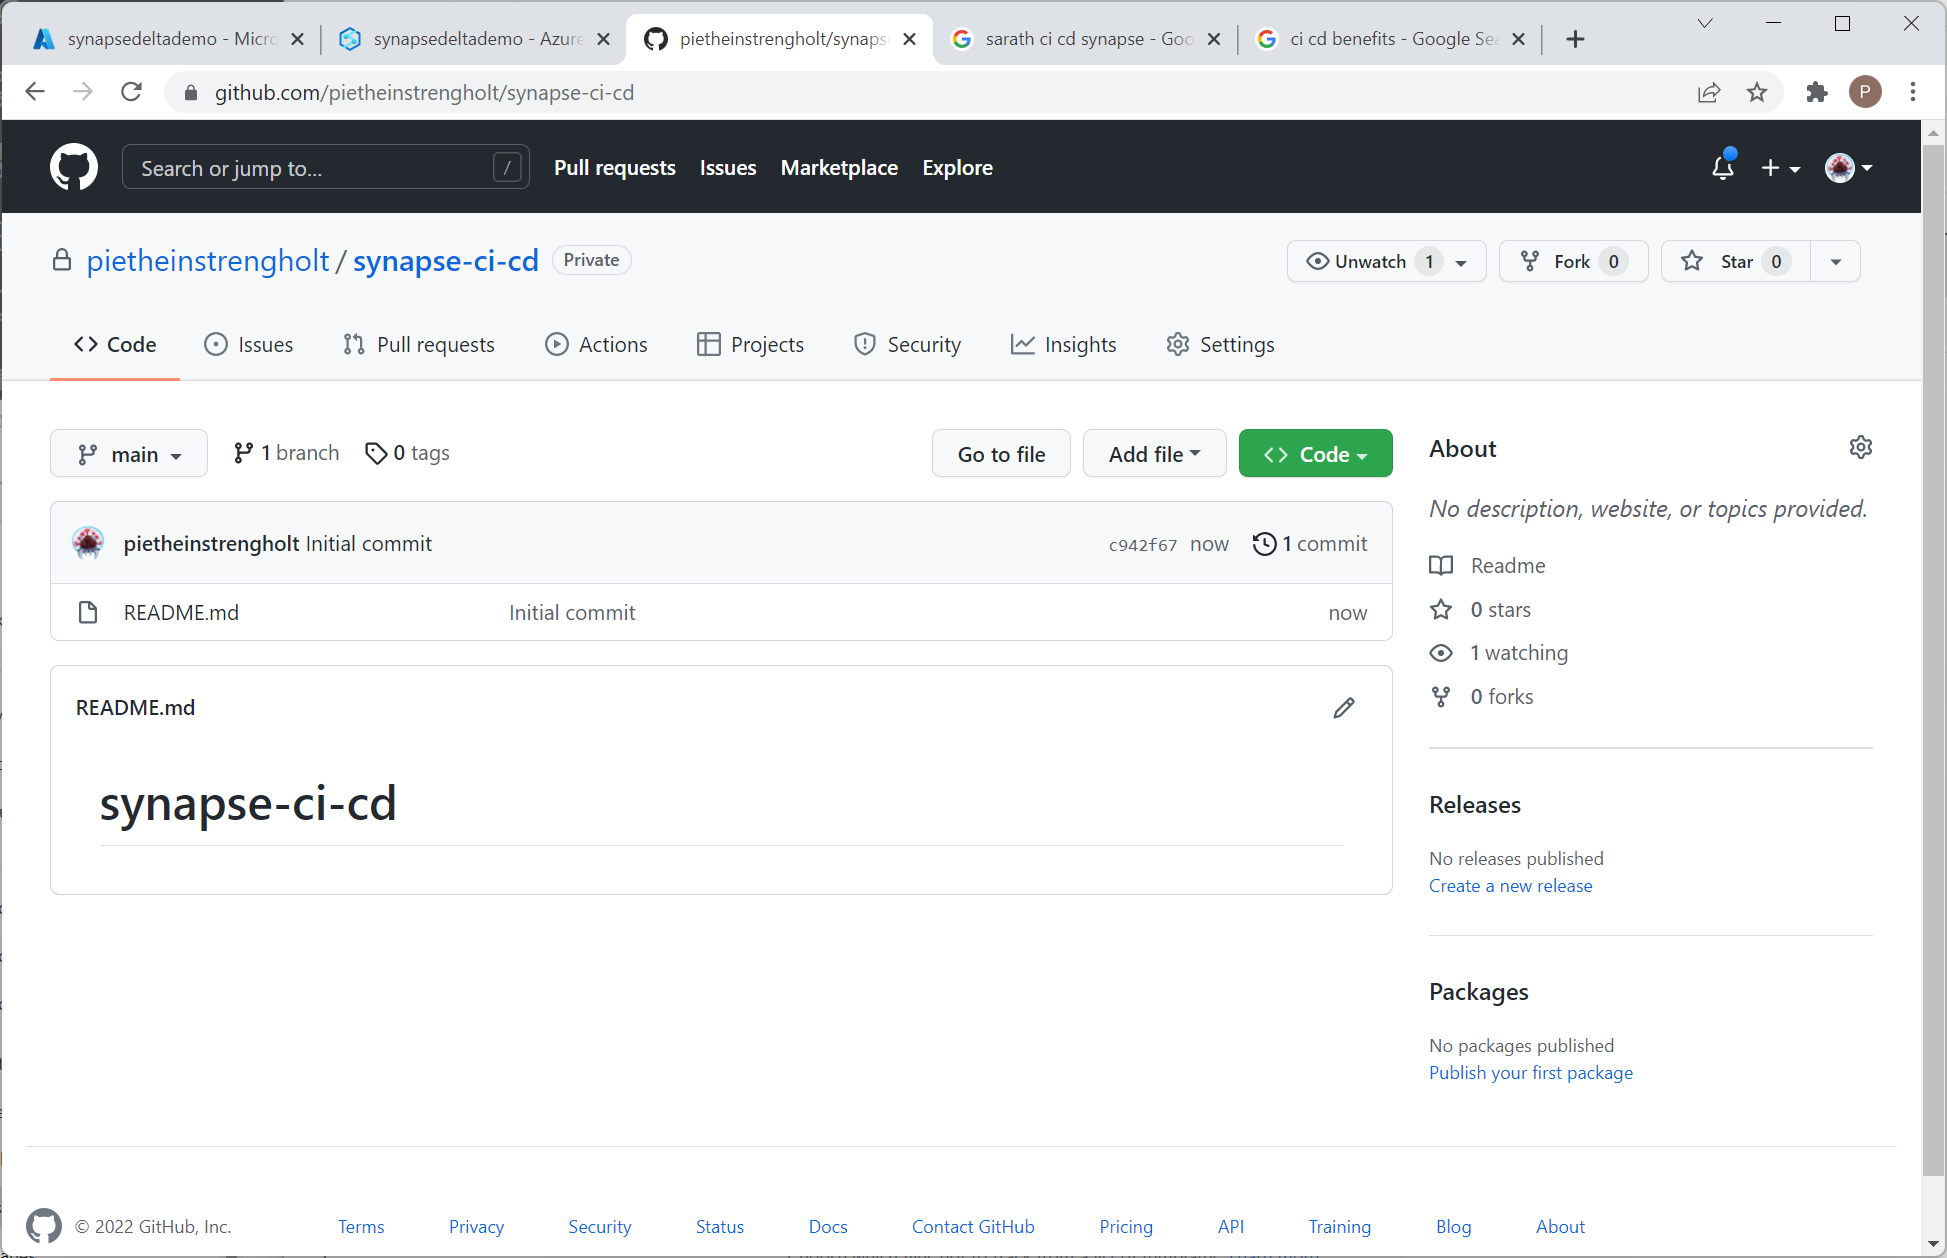 synapsedeltademo - Micro
synapsedeltademo - Azure
pietheinstrengholt/synaps
sarath ci cd synapse - Goo
ci cd benefits - Google Sea
github.com/pietheinstrengholt/synapse-ci-cd
P
Search or jump to...
/
Pull requests
Issues
Marketplace
Explore
pietheinstrengholt / synapse-ci-cd
Private
Unwatch 1
Fork 0
Star 0
Code
Issues
Pull requests
Actions
Projects
Security
Insights
Settings
main
1 branch
0 tags
Go to file
Add file
Code
pietheinstrengholt Initial commit
c942f67 now
1 commit
README.md
Initial commit
now
README.md
synapse-ci-cd
About
No description, website, or topics provided.
Readme
0 stars
1 watching
0 forks
Releases
No releases published
Create a new release
Packages
No packages published
Publish your first package
© 2022 GitHub, Inc.
Terms
Privacy
Security
Status
Docs
Contact GitHub
Pricing
API
Training
Blog
About